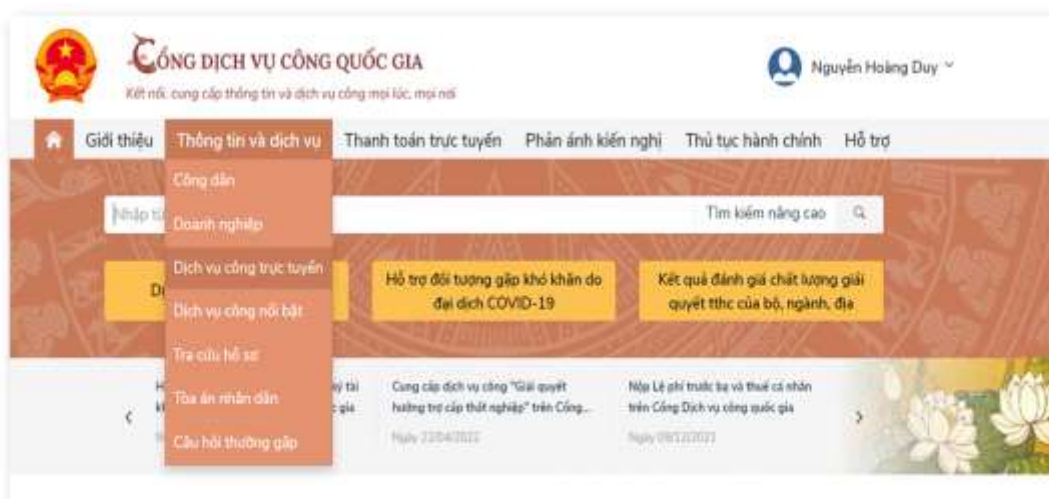 CỔNG DỊCH VỤ CÔNG QUỐC GIA
Kết nối, cung cấp thông tin và dịch vụ công mọi lúc, mọi nơi
Nguyễn Hoàng Duy
Giới thiệu Thông tin và dịch vụ Thanh toán trực tuyến Phản ánh kiến nghị Thủ tục hành chính Hỗ trợ
Công dân
Nhập từ Tìm kiếm nâng cao
Doanh nghiệp
Dịch vụ công trực tuyến
Hỗ trợ đối tượng gặp khó khăn do
đại dịch COVID-19
Kết quả đánh giá chất lượng giải
quyết tthc của bộ, ngành, địa
Dịch vụ công nổi bật
Tra cứu hồ sơ
Tòa án nhân dân
Câu hỏi thường gặp
Cung cấp dịch vụ công "Giải quyết
hưởng trợ cấp thất nghiệp" trên Cổng...
Ngày 22/04/2022
Nộp Lệ phí trước bạ và thuế cá nhân
trên Cổng Dịch vụ công quốc gia